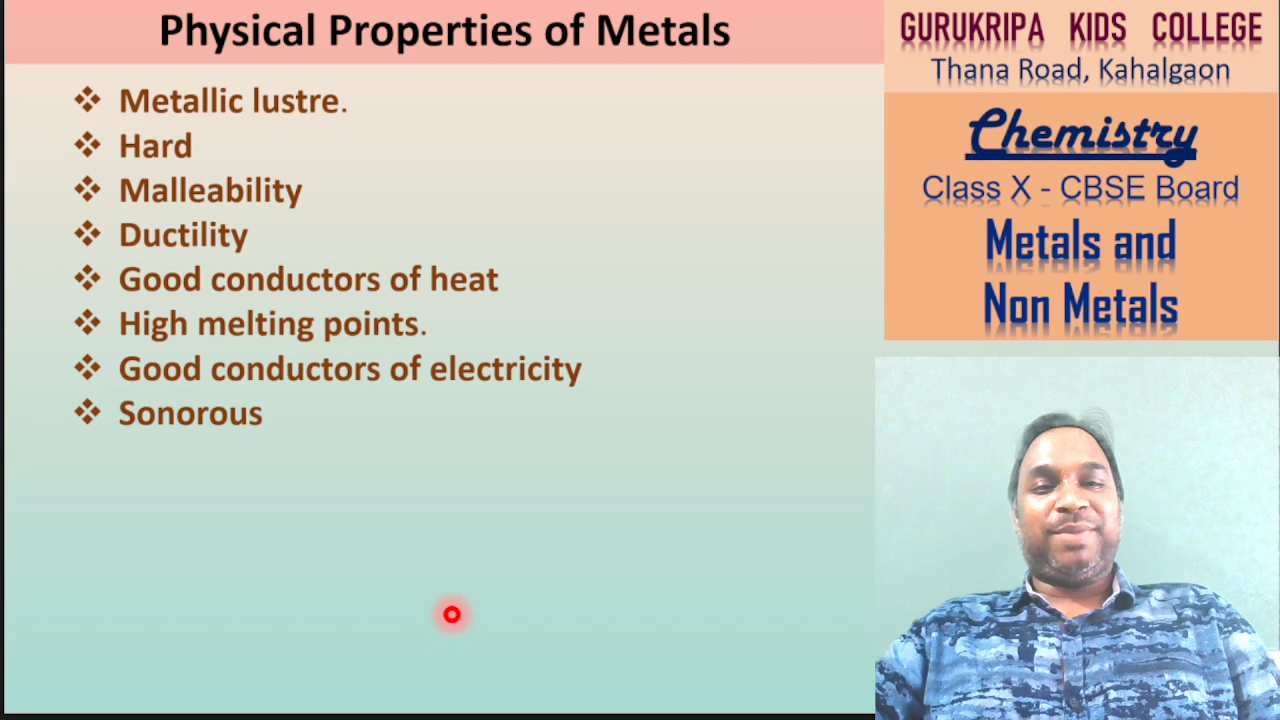 Physical Properties of Metals
❖ Metallic lustre.
❖ Hard
❖ Malleability
❖ Ductility
❖ Good conductors of heat
❖ High melting points.
❖ Good conductors of electricity
❖ Sonorous
GURUKRIPA KIDS COLLEGE
Thana Road, Kahalgaon
Chemistry
Class X - CBSE Board
Metals and
Non Metals